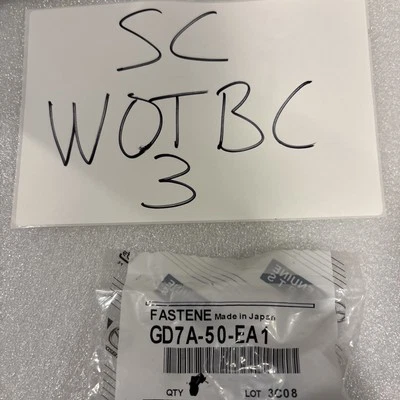 SC
WOTBC
3
FASTENE Made in Japan
GD7A-50-EA1
QTY LOT 3C08